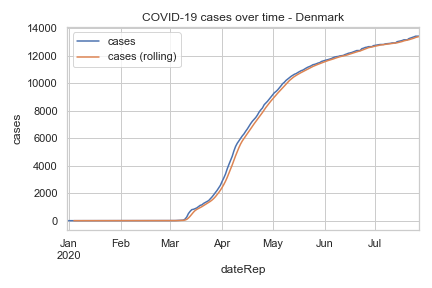 COVID-19 cases over time - Denmark
14000
12000
10000
8000
6000
4000
2000
0
cases
cases
cases (rolling)
Jan Feb Mar Apr May Jun Jul
2020
dateRep